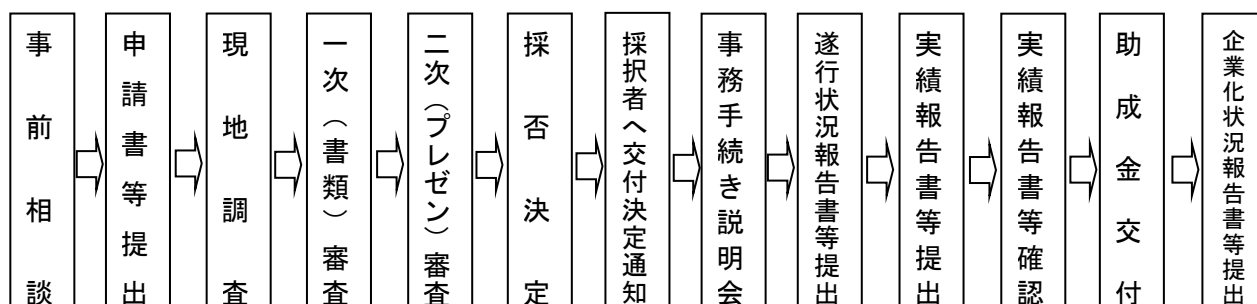 事前相談
申請書等提出
現地調査
一次（書類）審査
二次（プレゼン）審査
採否決定
採択者へ交付決定通知
事務手続き説明会
遂行状況報告書等提出
実績報告書等提出
実績報告書等確認
助成金交付
企業化状況報告書等提出